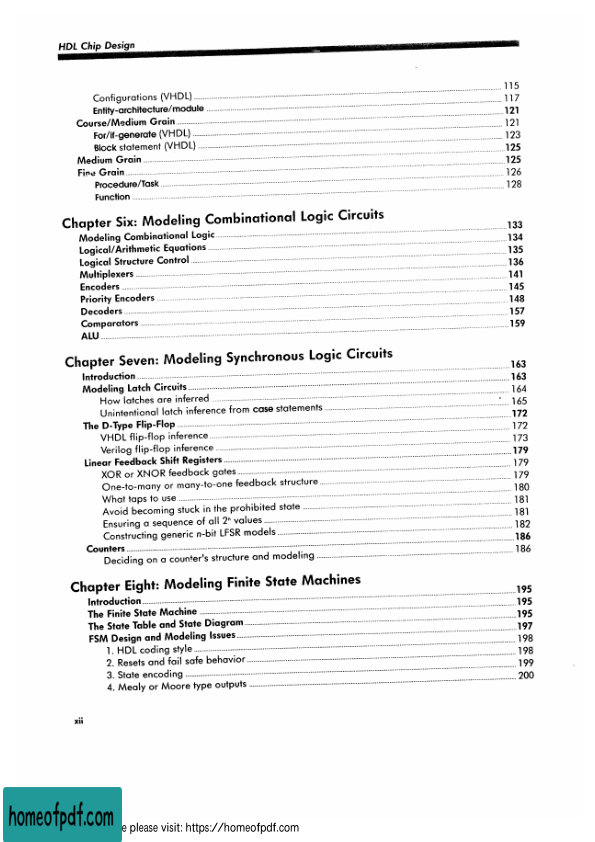 HDL Chip Design
Configurations (VHDL) 115
Entity-architecture/module 117
Course/Medium Grain 121
For/if-generate (VHDL) 121
Block statement (VHDL) 123
Medium Grain 125
Fine Grain 125
Procedure/Task 126
Function 128
Chapter Six: Modeling Combinational Logic Circuits
Modeling Combinational Logic 133
Logical/Arithmetic Equations 134
Logical Structure Control 135
Multiplexers 136
Encoders 141
Priority Encoders 145
Decoders 148
Comparators 157
ALU 159
Chapter Seven: Modeling Synchronous Logic Circuits
Introduction 163
Modeling Latch Circuits 163
How latches are inferred 164
Unintentional latch inference from case statements 165
The D-Type Flip-Flop 172
VHDL flip-flop inference 172
Verilog flip-flop inference 173
Linear Feedback Shift Registers 179
XOR or XNOR feedback gates 179
One-to-many or many-to-one feedback structure 179
What taps to use 180
Avoid becoming stuck in the prohibited state 181
Ensuring a sequence of all 2ⁿ values 181
Constructing generic n-bit LFSR models 182
Counters 186
Deciding on a counter's structure and modeling 186
Chapter Eight: Modeling Finite State Machines
Introduction 195
The Finite State Machine 195
The State Table and State Diagram 195
FSM Design and Modeling Issues 197
1. HDL coding style 198
2. Resets and fail safe behavior 198
3. State encoding 199
4. Mealy or Moore type outputs 200
xii
homeofpdf.com
e please visit: https://homeofpdf.com